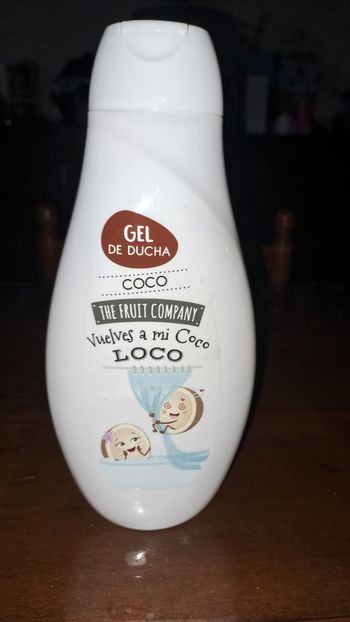 GEL
DE DUCHA
COCO
THE FRUIT COMPANY
Vuelves a mi Coco
LOCO